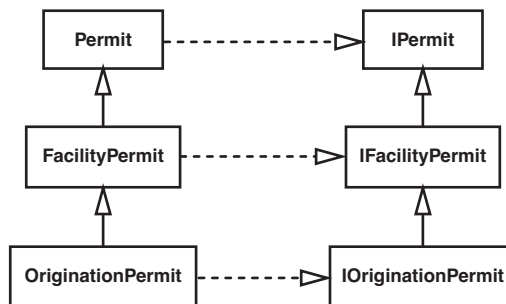 Permit
IPermit
FacilityPermit
IFacilityPermit
OriginationPermit
IOriginationPermit